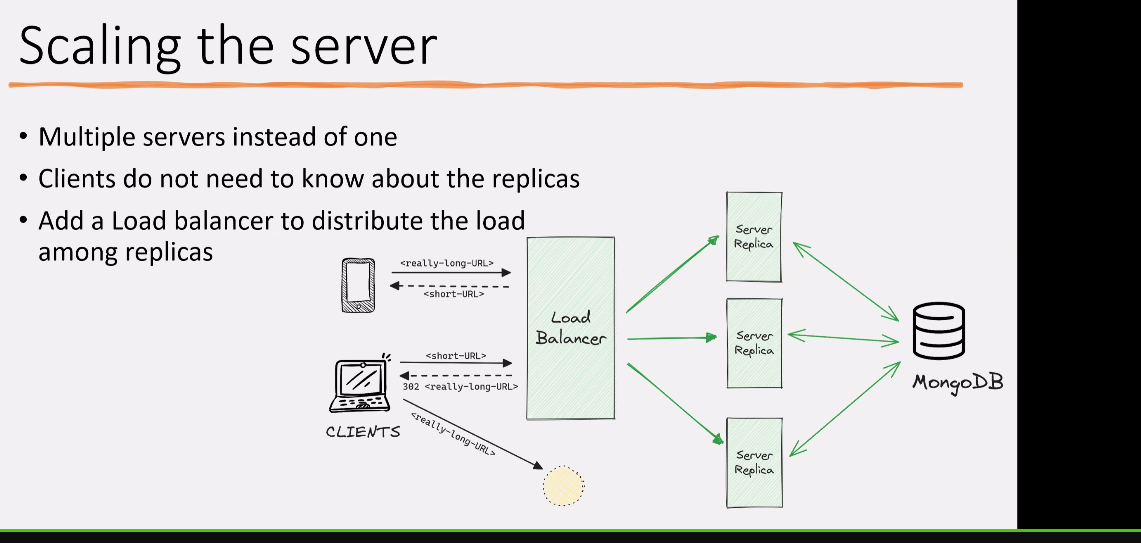 Scaling the server
• Multiple servers instead of one
• Clients do not need to know about the replicas
• Add a Load balancer to distribute the load
among replicas
<really-long-URL>
<short-URL>
<short-URL>
302 <really-long-URL>
<really-long-URL>
CLIENTS
Load
Balancer
Server
Replica
Server
Replica
Server
Replica
MongoDB